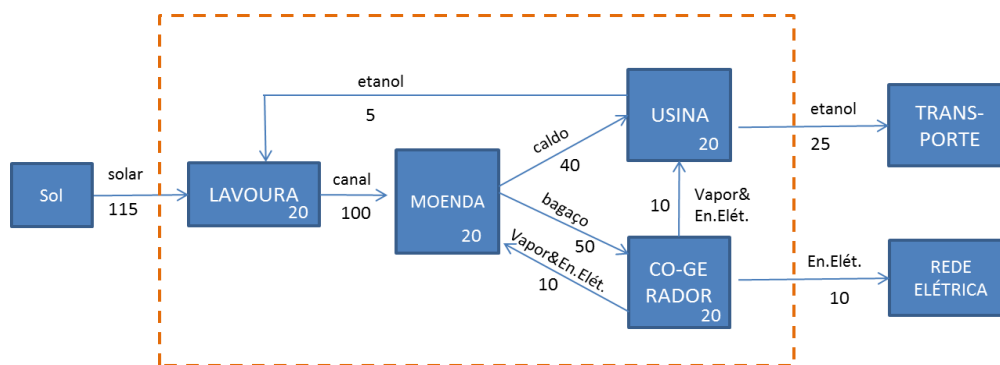 etanol
5
USINA
20
etanol
25
TRANS-
PORTE
Sol
solar
115
LAVOURA
20
canal
100
MOENDA
20
caldo
40
bagaço
50
Vapor&En.Elét.
10
10
Vapor&
En.Elét.
CO-GE
RADOR
20
En.Elét.
10
REDE
ELÉTRICA